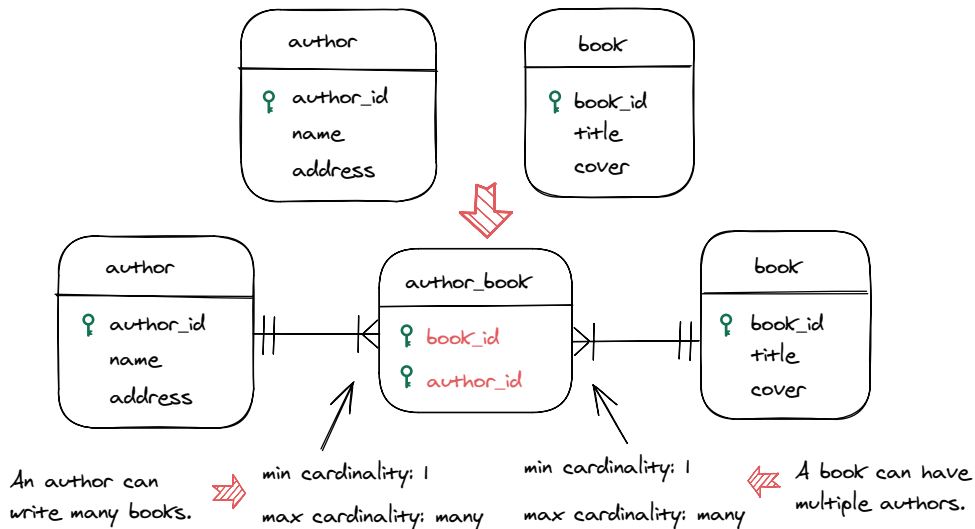 author
author_id
name
address
book
book_id
title
cover
author
author_id
name
address
author_book
book_id
author_id
book
book_id
title
cover
An author can
write many books.
min cardinality: 1
max cardinality: many
min cardinality: 1
max cardinality: many
A book can have
multiple authors.